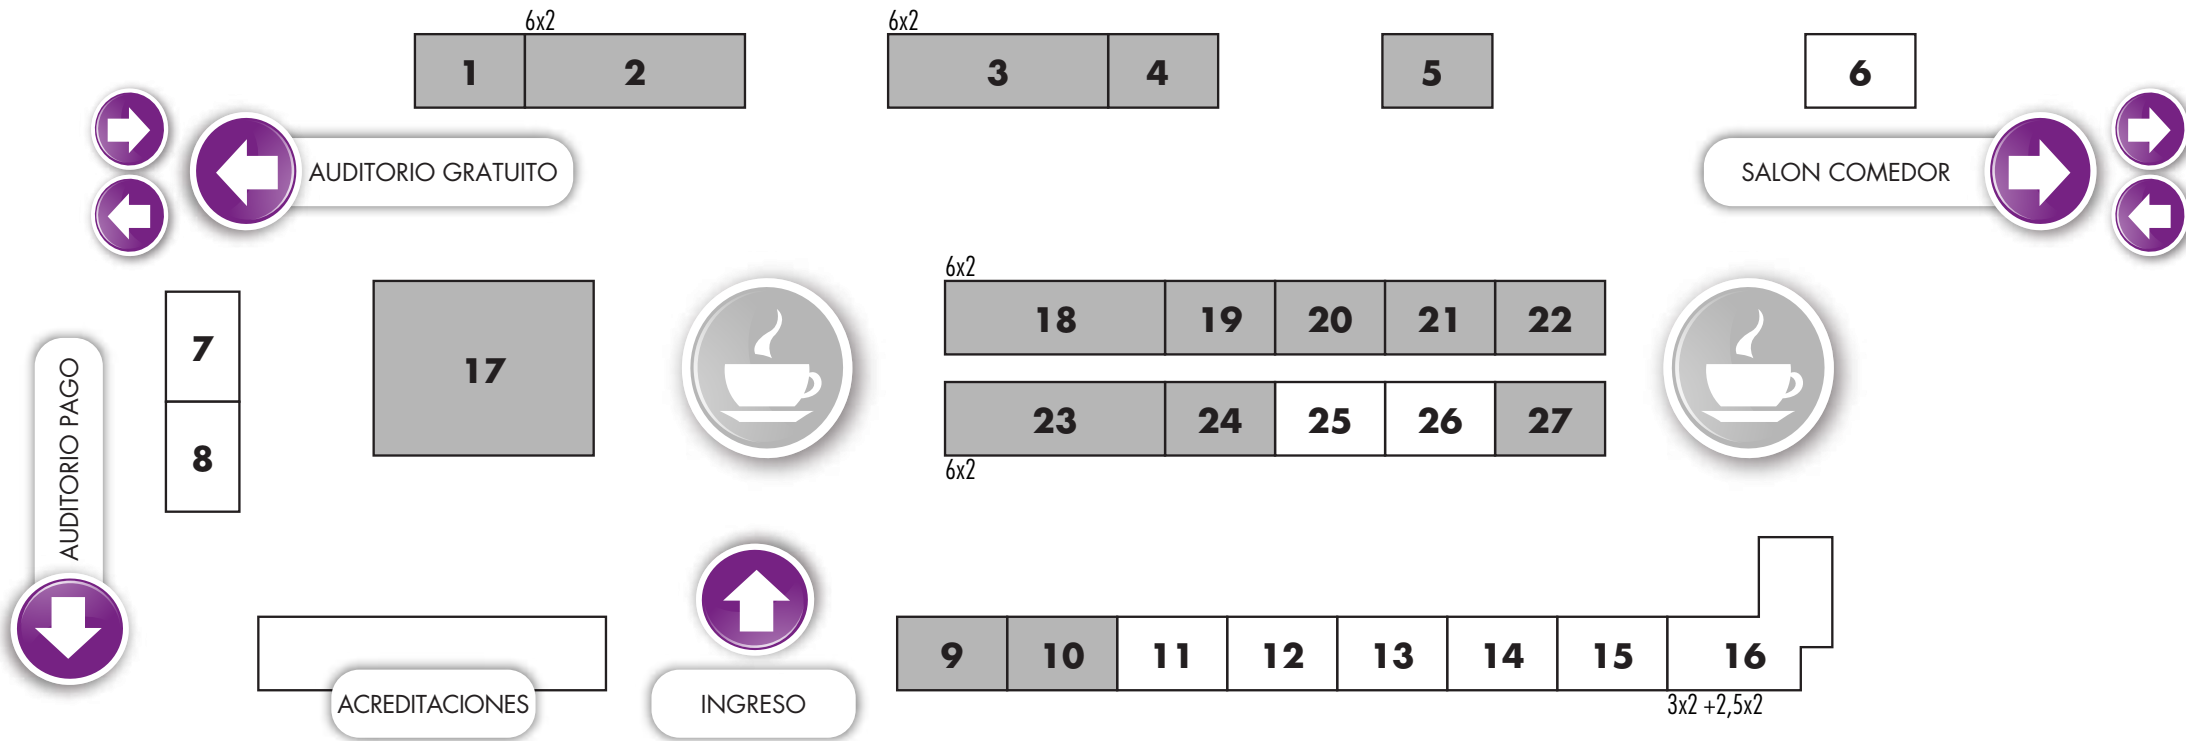 6x2
6x2
1
2
3
4
5
6
AUDITORIO GRATUITO
SALON COMEDOR
6x2
18
19
20
21
22
7
17
8
23
24
25
26
27
6x2
AUDITORIO PAGO
9
10
11
12
13
14
15
16
ACREDITACIONES
INGRESO
3x2 +2,5x2